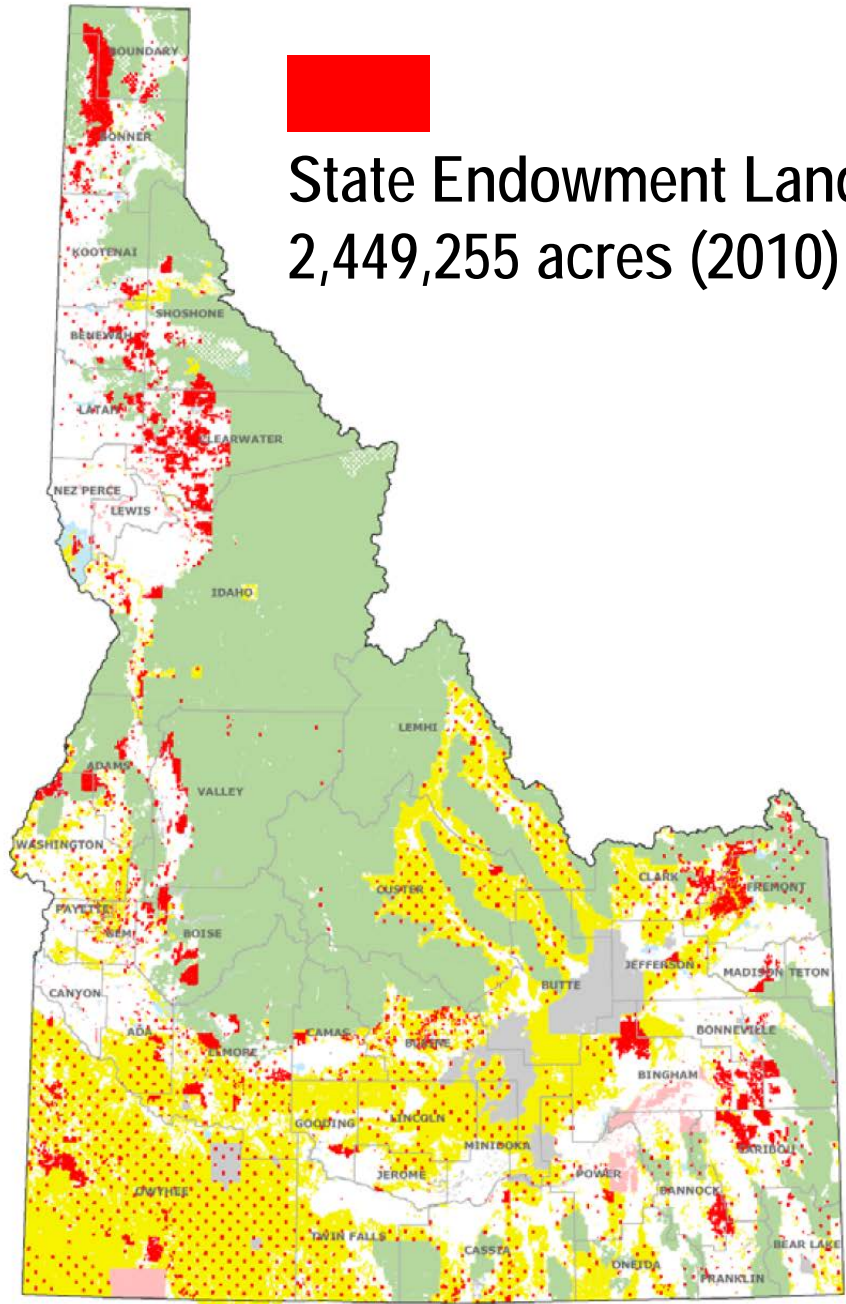 BOUNDARY
State Endowment Land
2,449,255 acres (2010)
BONNER
KOOTENAI
SHOSHONE
BENEWAH
LATAH
CLEARWATER
NEZ PERCE
LEWIS
IDAHO
LEMHI
ADAMS
VALLEY
WASHINGTON
CUSTER
CLARK
FREMONT
PAYETTE
GEM
BOISE
JEFFERSON
MADISON
TETON
BUTTE
CANYON
ADA
CAMAS
BLAINE
BONNEVILLE
ELMORE
BINGHAM
GOODING
LINCOLN
MINIDOKA
CARIBOU
JEROME
POWER
OWYHEE
BANNOCK
TWIN FALLS
CASSIA
BEAR LAKE
ONEIDA
FRANKLIN